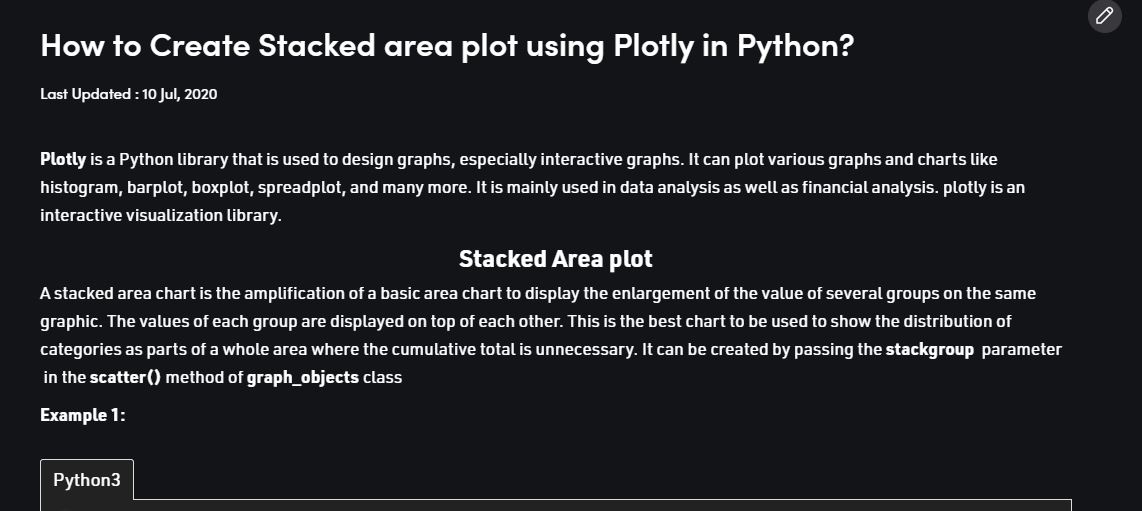 How to Create Stacked area plot using Plotly in Python?
Last Updated : 10 Jul, 2020
Plotly is a Python library that is used to design graphs, especially interactive graphs. It can plot various graphs and charts like
histogram, barplot, boxplot, spreadplot, and many more. It is mainly used in data analysis as well as financial analysis. plotly is an
interactive visualization library.
Stacked Area plot
A stacked area chart is the amplification of a basic area chart to display the enlargement of the value of several groups on the same
graphic. The values of each group are displayed on top of each other. This is the best chart to be used to show the distribution of
categories as parts of a whole area where the cumulative total is unnecessary. It can be created by passing the stackgroup parameter
in the scatter() method of graph_objects class
Example 1:
Python3